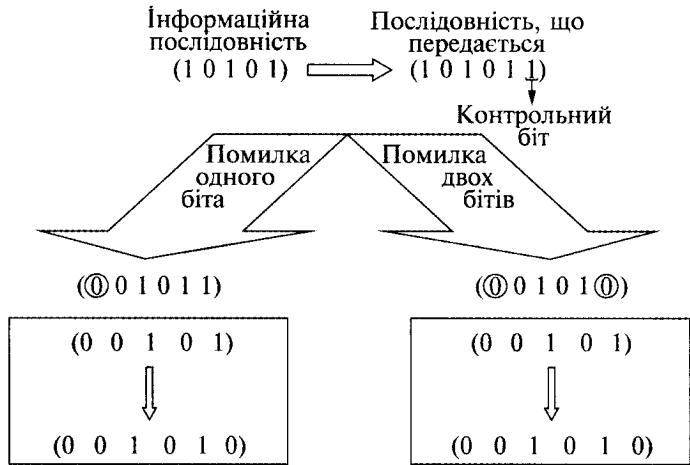 Інформаційна
послідовність
(1 0 1 0 1)
Послідовність, що
передається
(1 0 1 0 1 1)
Контрольний
біт
Помилка
одного
біта
Помилка
двох
бітів
(0 0 1 0 1 1)
(0 0 1 0 1 0)
(0 0 1 0 1)
(0 0 1 0 1 0)
(0 0 1 0 1)
(0 0 1 0 1 0)